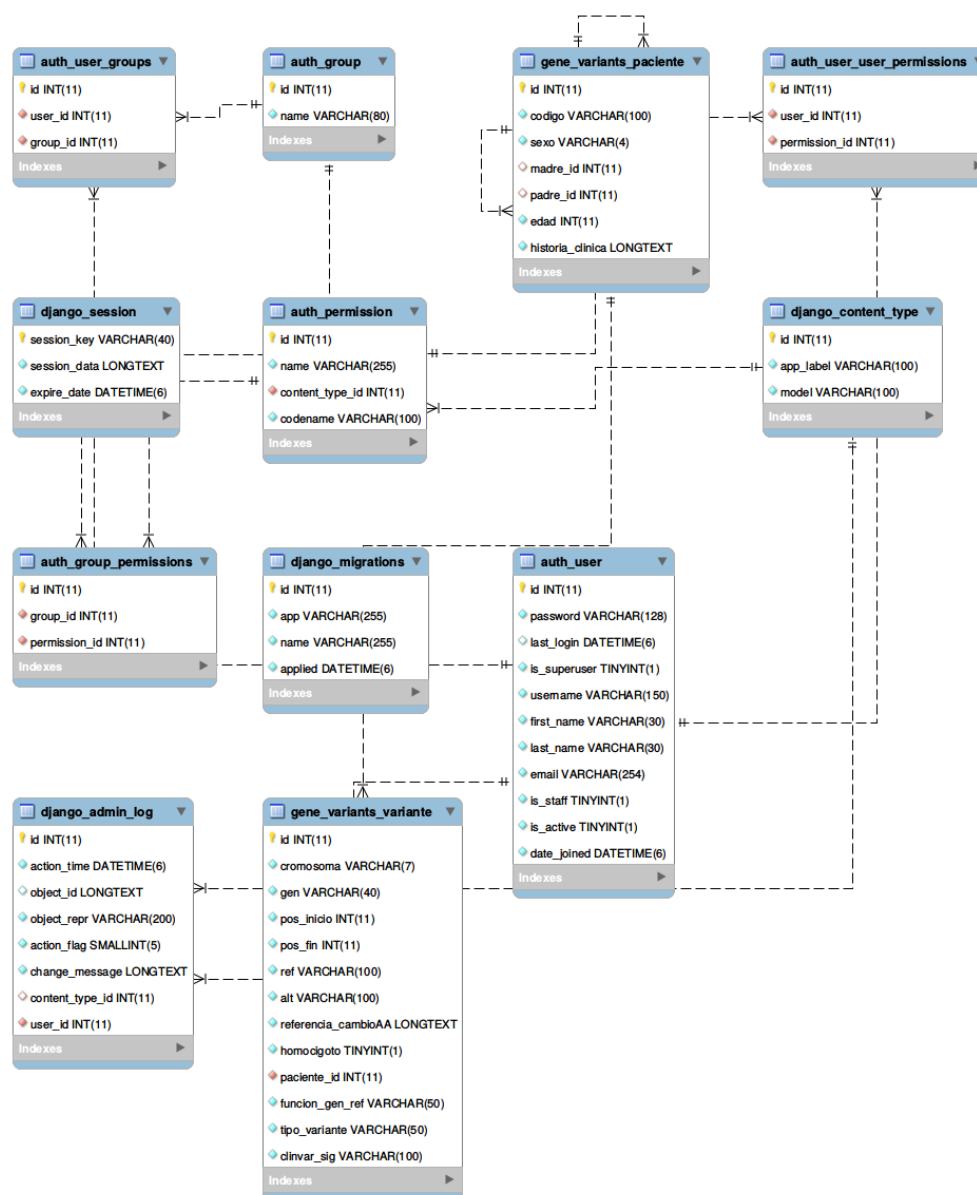 auth_user_groups
id INT(11)
user_id INT(11)
group_id INT(11)
Indexes
auth_group
id INT(11)
name VARCHAR(80)
Indexes
gene_variants_paciente
id INT(11)
codigo VARCHAR(100)
sexo VARCHAR(4)
madre_id INT(11)
padre_id INT(11)
edad INT(11)
historia_clinica LONGTEXT
Indexes
auth_user_user_permissions
id INT(11)
user_id INT(11)
permission_id INT(11)
Indexes
django_session
session_key VARCHAR(40)
session_data LONGTEXT
expire_date DATETIME(6)
Indexes
auth_permission
id INT(11)
name VARCHAR(255)
content_type_id INT(11)
codename VARCHAR(100)
Indexes
django_content_type
id INT(11)
app_label VARCHAR(100)
model VARCHAR(100)
Indexes
auth_group_permissions
id INT(11)
group_id INT(11)
permission_id INT(11)
Indexes
django_migrations
id INT(11)
app VARCHAR(255)
name VARCHAR(255)
applied DATETIME(6)
Indexes
auth_user
id INT(11)
password VARCHAR(128)
last_login DATETIME(6)
is_superuser TINYINT(1)
username VARCHAR(150)
first_name VARCHAR(30)
last_name VARCHAR(30)
email VARCHAR(254)
is_staff TINYINT(1)
is_active TINYINT(1)
date_joined DATETIME(6)
Indexes
django_admin_log
id INT(11)
action_time DATETIME(6)
object_id LONGTEXT
object_repr VARCHAR(200)
action_flag SMALLINT(5)
change_message LONGTEXT
content_type_id INT(11)
user_id INT(11)
Indexes
gene_variants_variante
id INT(11)
cromosoma VARCHAR(7)
gen VARCHAR(40)
pos_inicio INT(11)
pos_fin INT(11)
ref VARCHAR(100)
alt VARCHAR(100)
referencia_cambioAA LONGTEXT
homocigoto TINYINT(1)
paciente_id INT(11)
funcion_gen_ref VARCHAR(50)
tipo_variante VARCHAR(50)
clinvar_sig VARCHAR(100)
Indexes